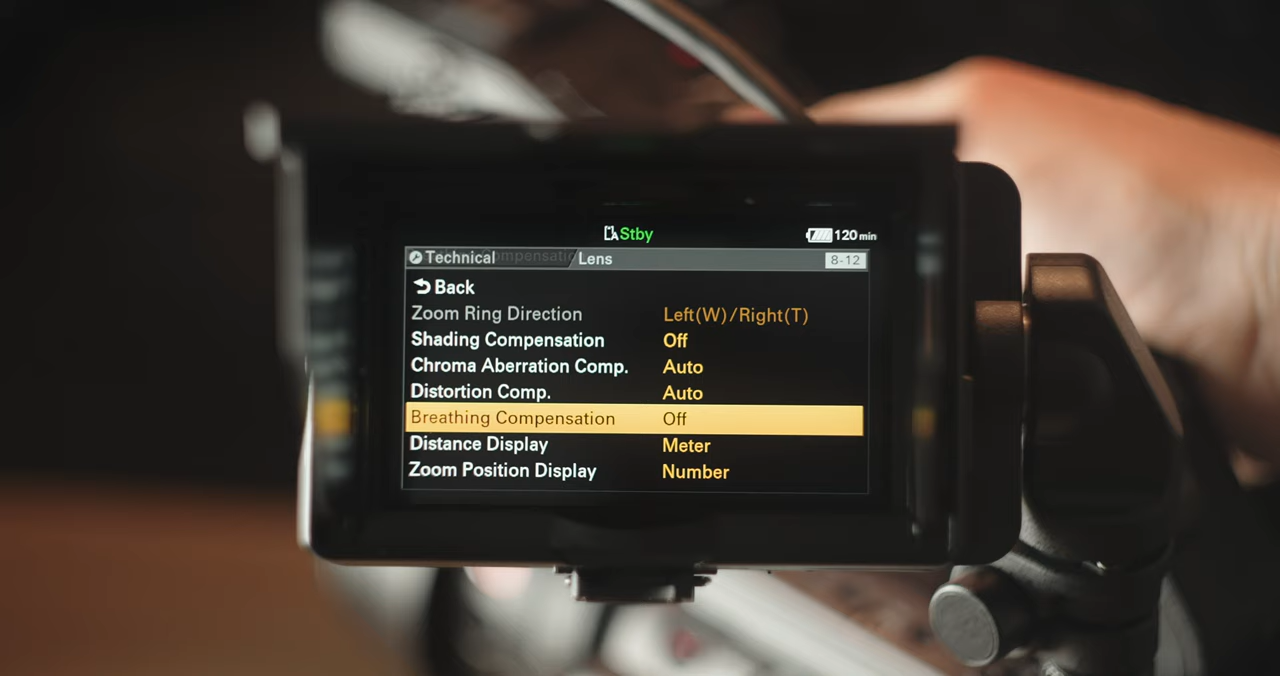 A Stby
120 min
Technical Lens 8-12
Back
Zoom Ring Direction Left(W)/Right(T)
Shading Compensation Off
Chroma Aberration Comp. Auto
Distortion Comp. Auto
Breathing Compensation Off
Distance Display Meter
Zoom Position Display Number